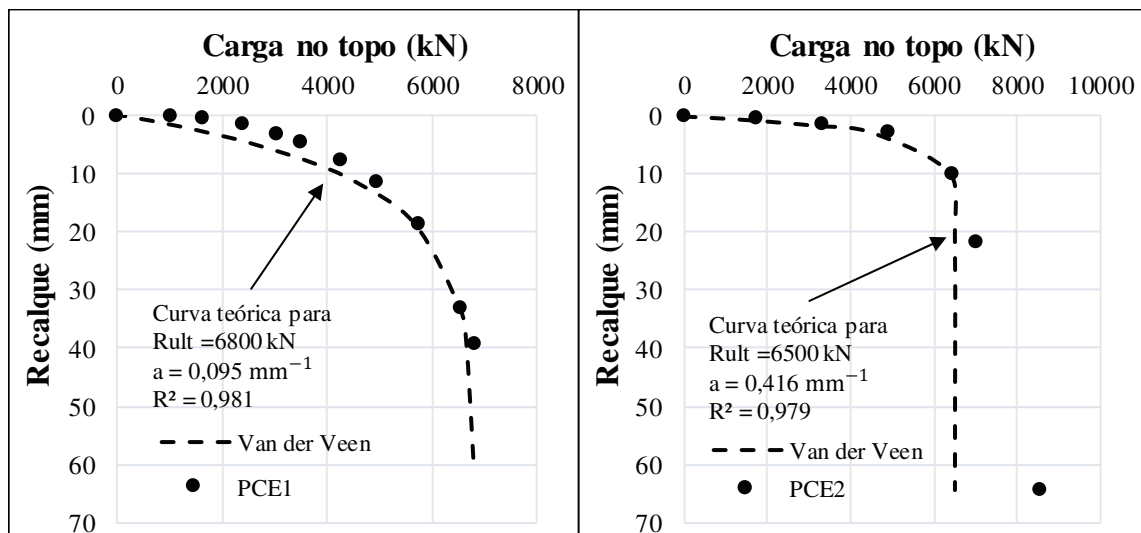 Carga no topo (kN)
0 2000 4000 6000 8000
0
10
20
30
40
50
60
70
Recalque (mm)
Curva teórica para
Rult =6800 kN
a = 0,095 mm⁻¹
R² = 0,981
Van der Veen
PCE1
Carga no topo (kN)
0 2000 4000 6000 8000 10000
0
10
20
30
40
50
60
70
Recalque (mm)
Curva teórica para
Rult =6500 kN
a = 0,416 mm⁻¹
R² = 0,979
Van der Veen
PCE2